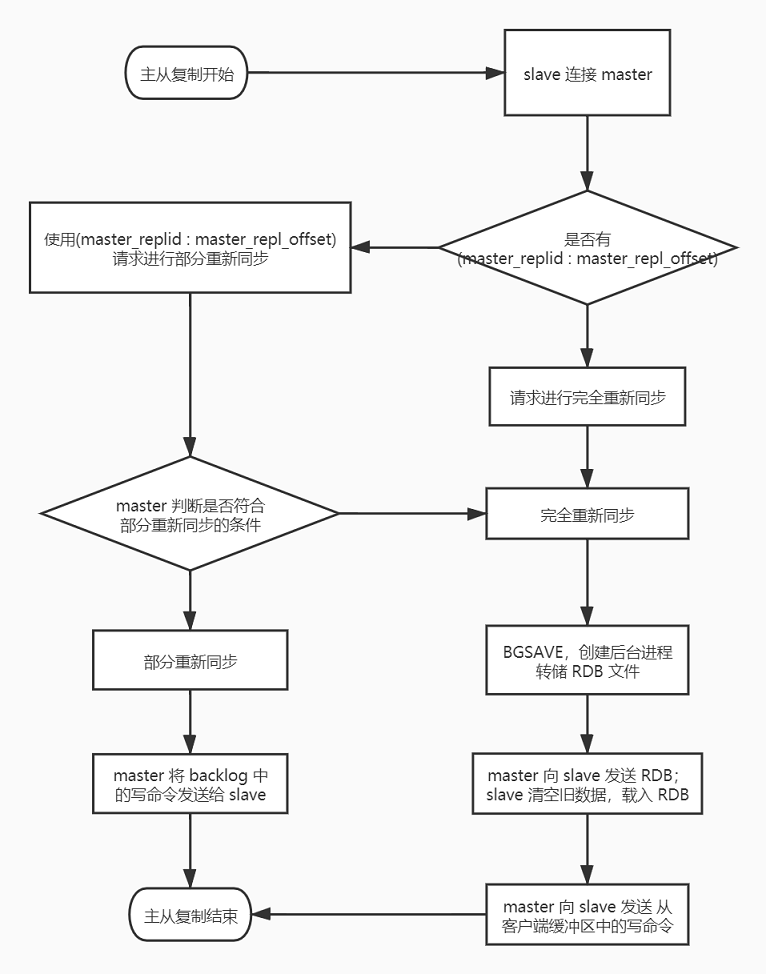 主从复制开始
slave 连接 master
是否有
(master_replid : master_repl_offset)
使用(master_replid : master_repl_offset)
请求进行部分重新同步
请求进行完全重新同步
master 判断是否符合
部分重新同步的条件
完全重新同步
部分重新同步
BGSAVE，创建后台进程
转储 RDB 文件
master 将 backlog 中
的写命令发送给 slave
master 向 slave 发送 RDB；
slave 清空旧数据，载入 RDB
主从复制结束
master 向 slave 发送 从
客户端缓冲区中的写命令